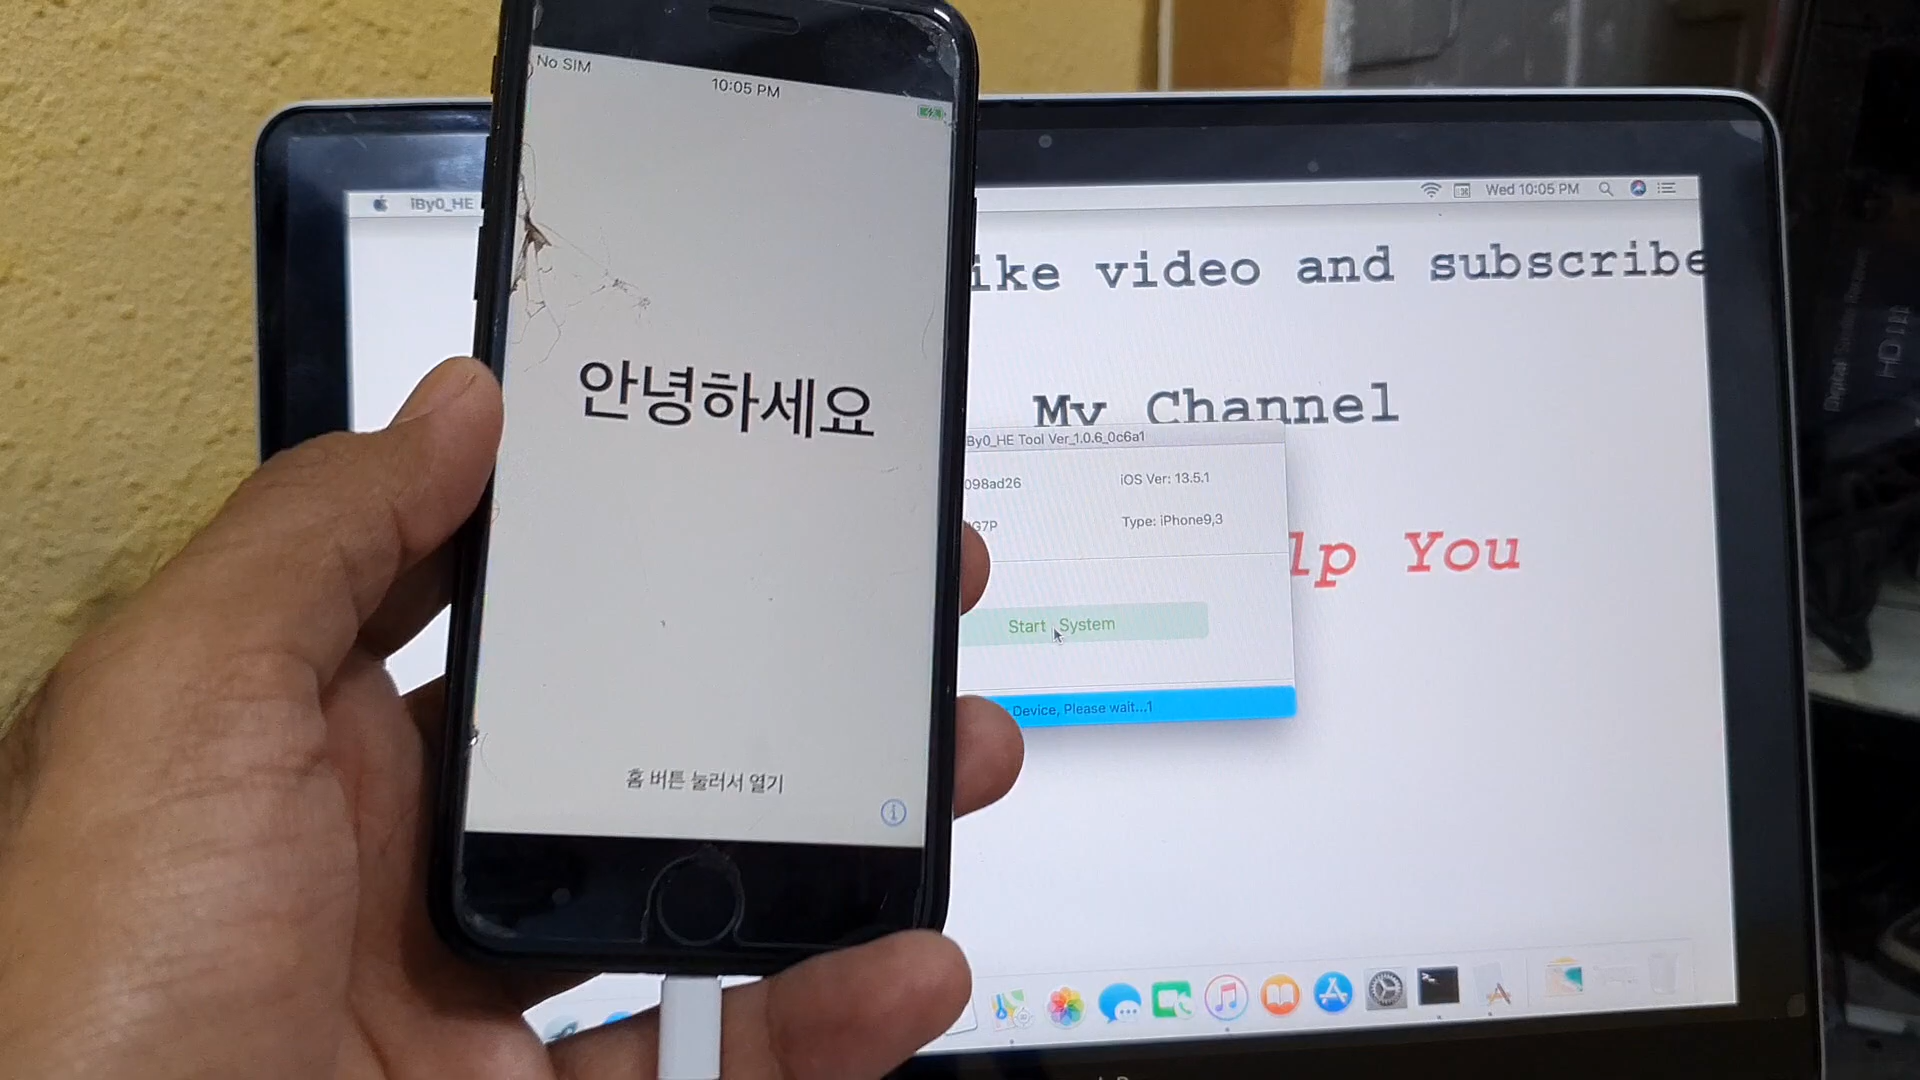 No SIM
10:05 PM
안녕하세요
홈 버튼 눌러서 열기
iBy0_HE
Wed 10:05 PM
ike video and subscribe
My Channel
By0_HE Tool Ver_1.0.6_0c6a1
098ad26
iOS Ver: 13.5.1
G7P
Type: iPhone9,3
lp You
Start System
Device, Please wait...1